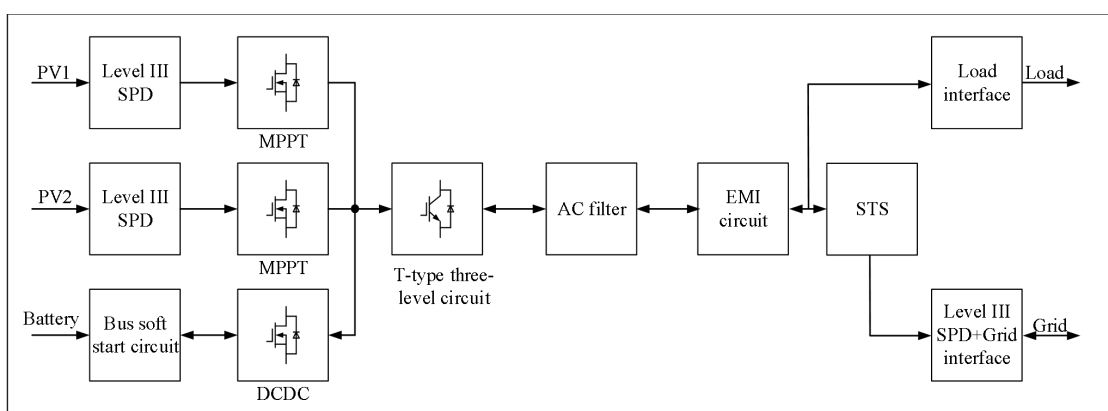 PV1
Level III
SPD
MPPT
Load
interface
Load
PV2
Level III
SPD
MPPT
T-type three-
level circuit
AC filter
EMI
circuit
STS
Battery
Bus soft
start circuit
DCDC
Level III
SPD+Grid
interface
Grid